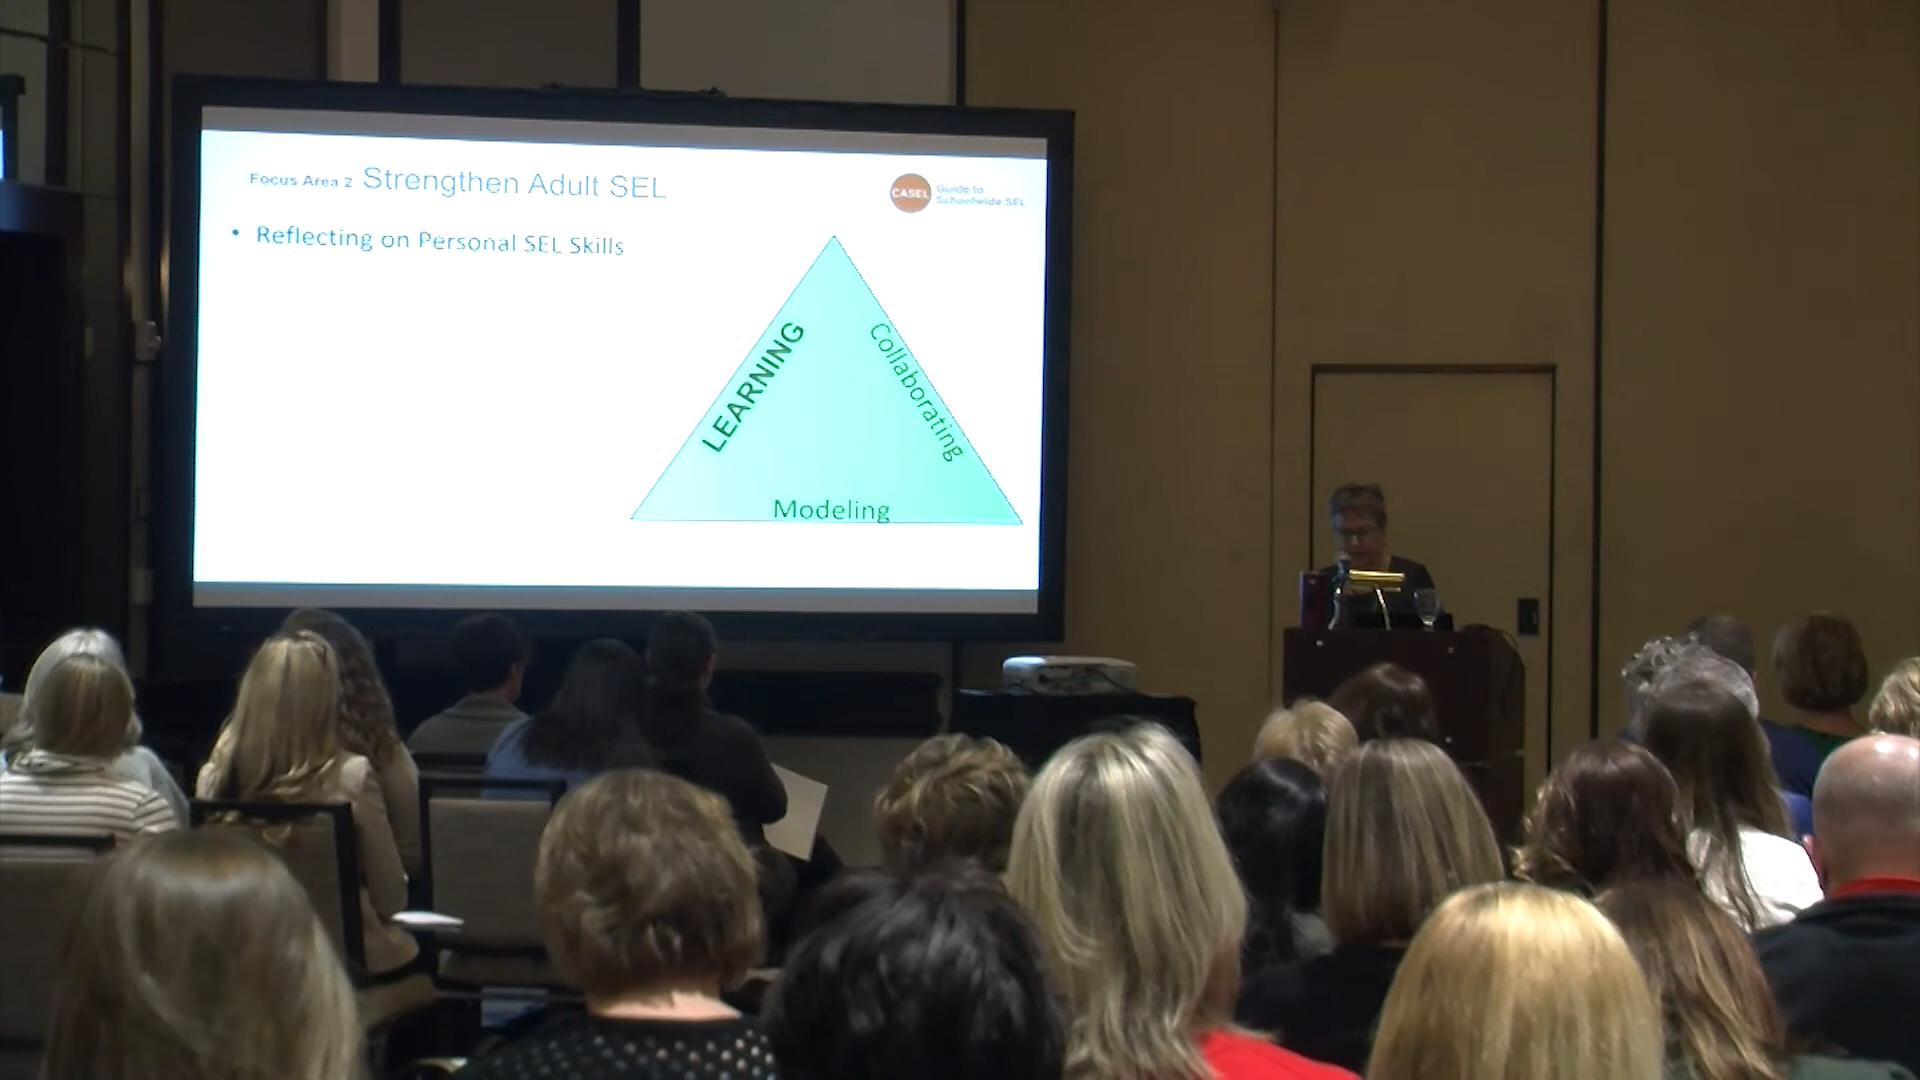 Focus Area 2 Strengthen Adult SEL
CASEL
Guide to
Schoolwide SEL
• Reflecting on Personal SEL Skills
LEARNING
Collaborating
Modeling